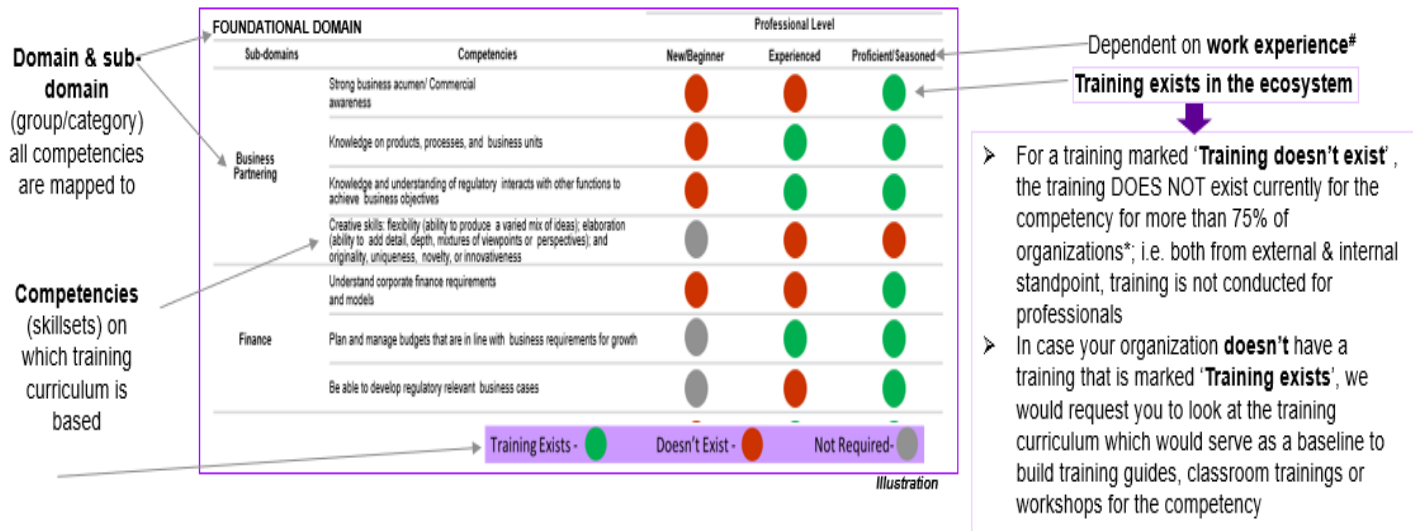 Domain & sub-
domain
(group/category)
all competencies
are mapped to
Competencies
(skillsets) on
which training
curriculum is
based
FOUNDATIONAL DOMAIN
Professional Level
Sub-domains
Competencies
New/Beginner
Experienced
Proficient/Seasoned
Business
Partnering
Strong business acumen/ Commercial
awareness
Knowledge on products, processes, and business units
Knowledge and understanding of regulatory interacts with other functions to
achieve business objectives
Creative skills: flexibility (ability to produce a varied mix of ideas); elaboration
(ability to add detail, depth, mixtures of viewpoints or perspectives); and
originality, uniqueness, novelty, or innovativeness
Finance
Understand corporate finance requirements
and models
Plan and manage budgets that are in line with business requirements for growth
Be able to develop regulatory relevant business cases
Training Exists -
Doesn't Exist -
Not Required-
Illustration
Dependent on work experience#
Training exists in the ecosystem
➢ For a training marked ‘Training doesn’t exist’ ,
the training DOES NOT exist currently for the
competency for more than 75% of
organizations*; i.e. both from external & internal
standpoint, training is not conducted for
professionals
➢ In case your organization doesn’t have a
training that is marked ‘Training exists’, we
would request you to look at the training
curriculum which would serve as a baseline to
build training guides, classroom trainings or
workshops for the competency